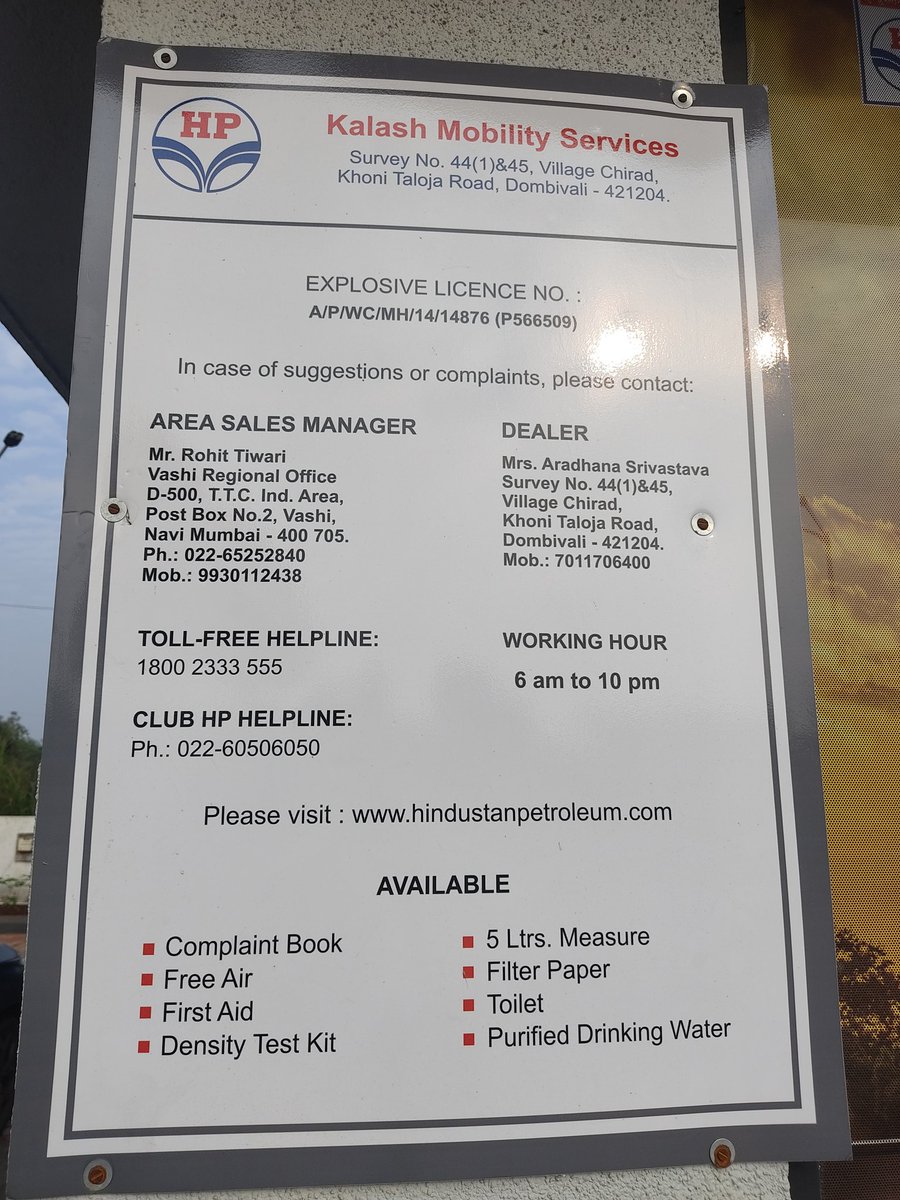 HP
Kalash Mobility Services
Survey No. 44(1)&45, Village Chirad,
Khoni Taloja Road, Dombivali - 421204.
EXPLOSIVE LICENCE NO. :
A/P/WC/MH/14/14876 (P566509)
In case of suggestions or complaints, please contact:
AREA SALES MANAGER
Mr. Rohit Tiwari
Vashi Regional Office
D-500, T.T.C. Ind. Area,
Post Box No.2, Vashi,
Navi Mumbai - 400 705.
Ph.: 022-65252840
Mob.: 9930112438
DEALER
Mrs. Aradhana Srivastava
Survey No. 44(1)&45,
Village Chirad,
Khoni Taloja Road,
Dombivali - 421204.
Mob.: 7011706400
TOLL-FREE HELPLINE:
1800 2333 555
WORKING HOUR
6 am to 10 pm
CLUB HP HELPLINE:
Ph.: 022-60506050
Please visit : www.hindustanpetroleum.com
AVAILABLE
Complaint Book
Free Air
First Aid
Density Test Kit
5 Ltrs. Measure
Filter Paper
Toilet
Purified Drinking Water